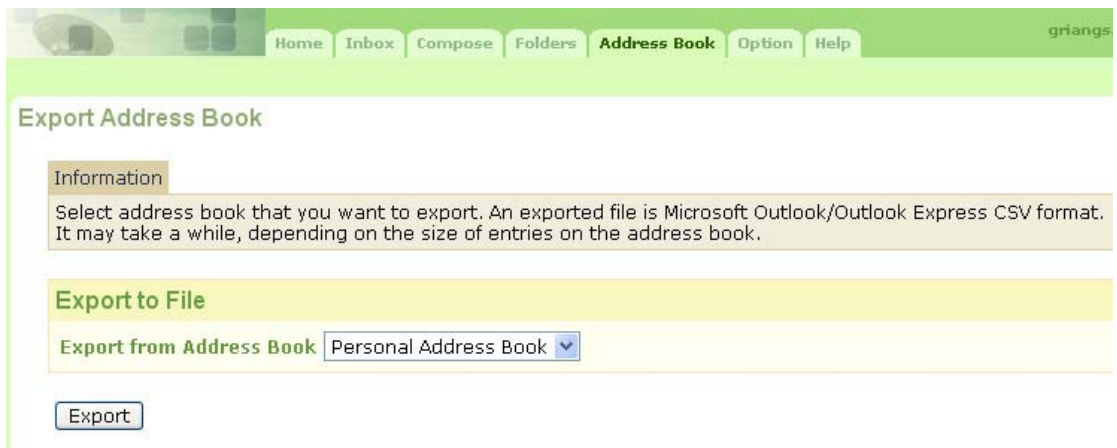 Home Inbox Compose Folders Address Book Option Help griangs
Export Address Book
Information
Select address book that you want to export. An exported file is Microsoft Outlook/Outlook Express CSV format.
It may take a while, depending on the size of entries on the address book.
Export to File
Export from Address Book Personal Address Book
Export